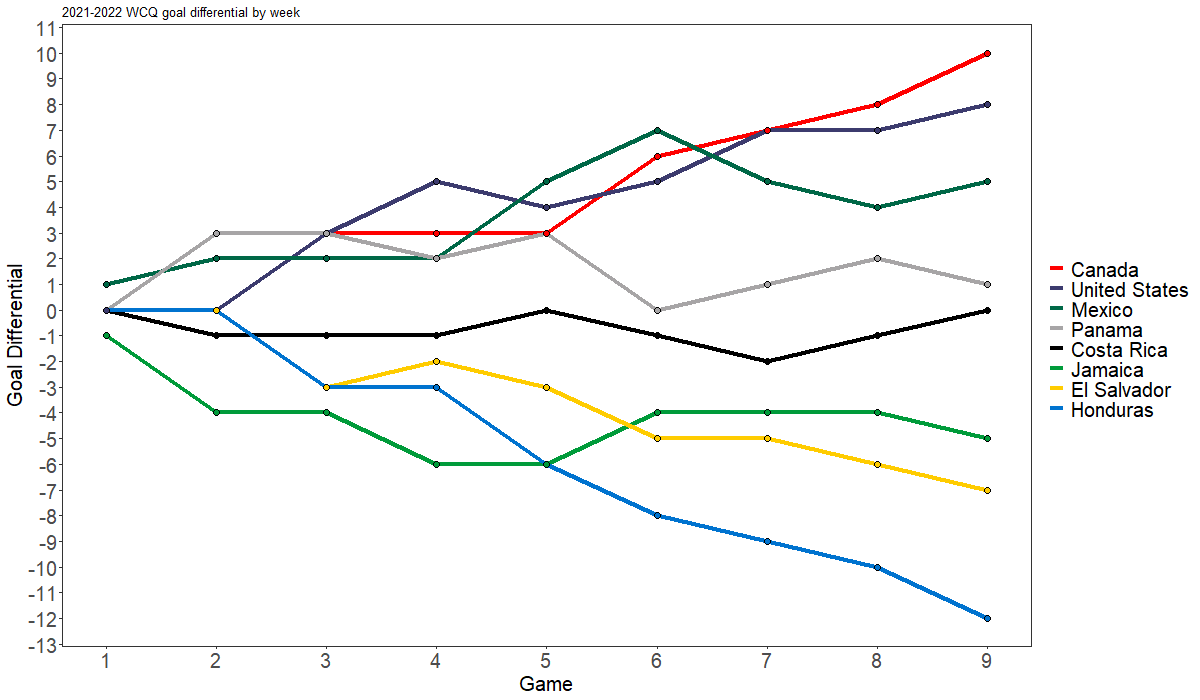 2021-2022 WCQ goal differential by week
11
10
9
8
7
6
5
4
3
2
1
0
-1
-2
-3
-4
-5
-6
-7
-8
-9
-10
-11
-12
-13
Goal Differential
1 2 3 4 5 6 7 8 9
Game
Canada
United States
Mexico
Panama
Costa Rica
Jamaica
El Salvador
Honduras